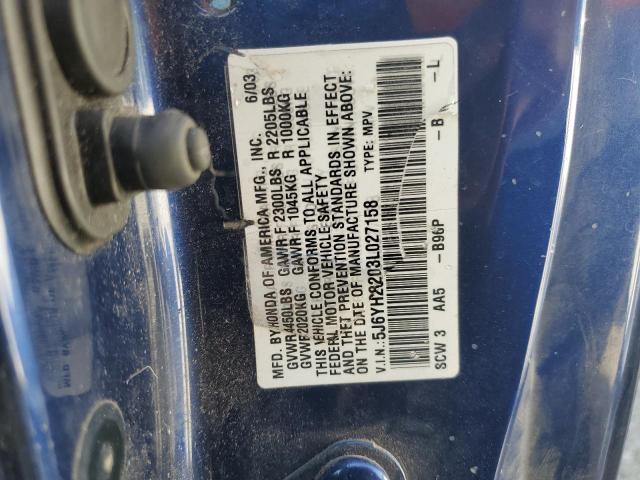 MFD. BY HONDA OF AMERICA MFG., INC. 6/03
GVWR 4450LBS GAWR F 2300LBS R 2205LBS
GVWR 2020KG GAWR F 1045KG R 1000KG
THIS VEHICLE CONFORMS TO ALL APPLICABLE
FEDERAL MOTOR VEHICLE SAFETY
AND THEFT PREVENTION STANDARDS IN EFFECT
ON THE DATE OF MANUFACTURE SHOWN ABOVE.
V.I.N.: 5J6YH28203L027158 TYPE: MPV
SCW 3 AA5 -B96P -B -L